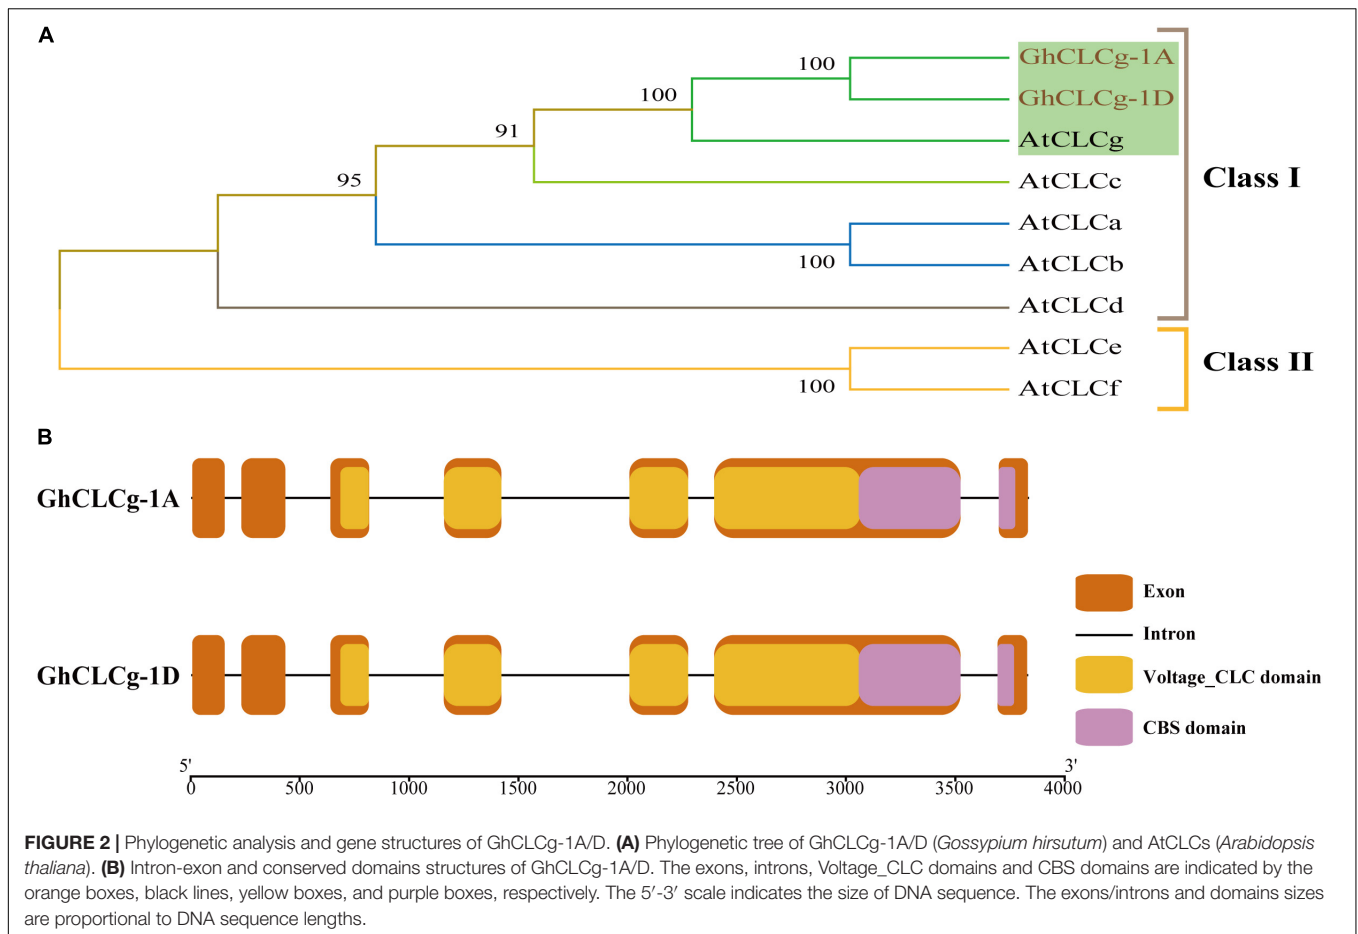 A
GhCLCg-1A
100
GhCLCg-1D
100
AtCLCg
91
AtCLCc
Class I
95
AtCLCa
100
AtCLCb
AtCLCd
AtCLCe
Class II
100
AtCLCf
B
GhCLCg-1A
Exon
Intron
GhCLCg-1D
Voltage_CLC domain
CBS domain
5' 3'
0 500 1000 1500 2000 2500 3000 3500 4000
FIGURE 2 | Phylogenetic analysis and gene structures of GhCLCg-1A/D. (A) Phylogenetic tree of GhCLCg-1A/D (Gossypium hirsutum) and AtCLCs (Arabidopsis
thaliana). (B) Intron-exon and conserved domains structures of GhCLCg-1A/D. The exons, introns, Voltage_CLC domains and CBS domains are indicated by the
orange boxes, black lines, yellow boxes, and purple boxes, respectively. The 5′-3′ scale indicates the size of DNA sequence. The exons/introns and domains sizes
are proportional to DNA sequence lengths.